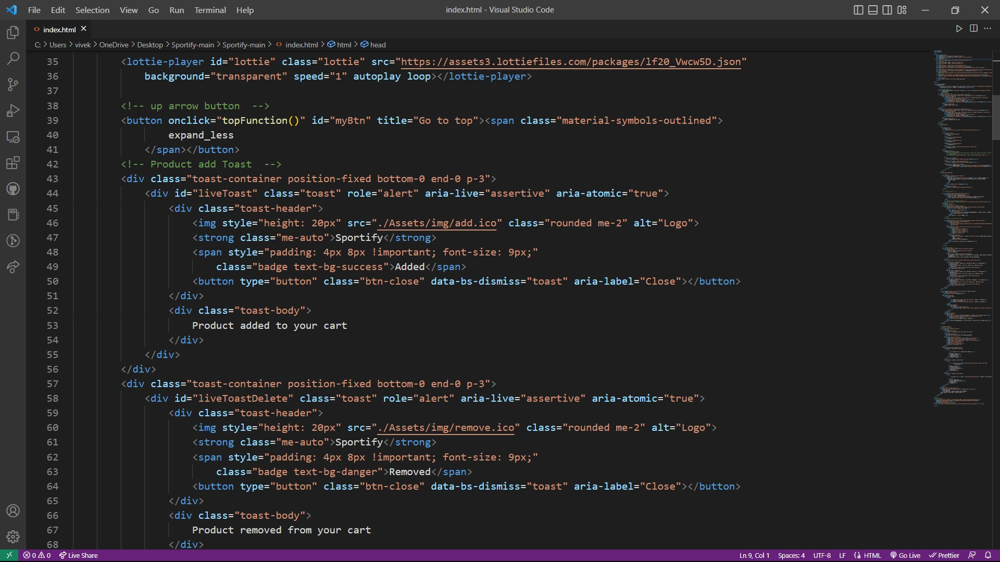 File Edit Selection View Go Run Terminal Help
index.html - Visual Studio Code
index.html
C: > Users > vivek > OneDrive > Desktop > Sportify-main > Sportify-main > index.html > html > head
35 <lottie-player id="lottie" class="lottie" src="https://assets3.lottiefiles.com/packages/lf20_Vwcw5D.json"
36 background="transparent" speed="1" autoplay loop></lottie-player>
37
38 <!-- up arrow button  -->
39 <button onclick="topFunction()" id="myBtn" title="Go to top"><span class="material-symbols-outlined">
40 expand_less
41 </span></button>
42 <!-- Product add Toast  -->
43 <div class="toast-container position-fixed bottom-0 end-0 p-3">
44 <div id="liveToast" class="toast" role="alert" aria-live="assertive" aria-atomic="true">
45 <div class="toast-header">
46 <img style="height: 20px" src="./Assets/img/add.ico" class="rounded me-2" alt="Logo">
47 <strong class="me-auto">Sportify</strong>
48 <span style="padding: 4px 8px !important; font-size: 9px;"
49 class="badge text-bg-success">Added</span>
50 <button type="button" class="btn-close" data-bs-dismiss="toast" aria-label="Close"></button>
51 </div>
52 <div class="toast-body">
53 Product added to your cart
54 </div>
55 </div>
56 </div>
57 <div class="toast-container position-fixed bottom-0 end-0 p-3">
58 <div id="liveToastDelete" class="toast" role="alert" aria-live="assertive" aria-atomic="true">
59 <div class="toast-header">
60 <img style="height: 20px" src="./Assets/img/remove.ico" class="rounded me-2" alt="Logo">
61 <strong class="me-auto">Sportify</strong>
62 <span style="padding: 4px 8px !important; font-size: 9px;"
63 class="badge text-bg-danger">Removed</span>
64 <button type="button" class="btn-close" data-bs-dismiss="toast" aria-label="Close"></button>
65 </div>
66 <div class="toast-body">
67 Product removed from your cart
68 </div>
0 0 Live Share Ln 9, Col 1 Spaces: 4 UTF-8 LF HTML Go Live Prettier